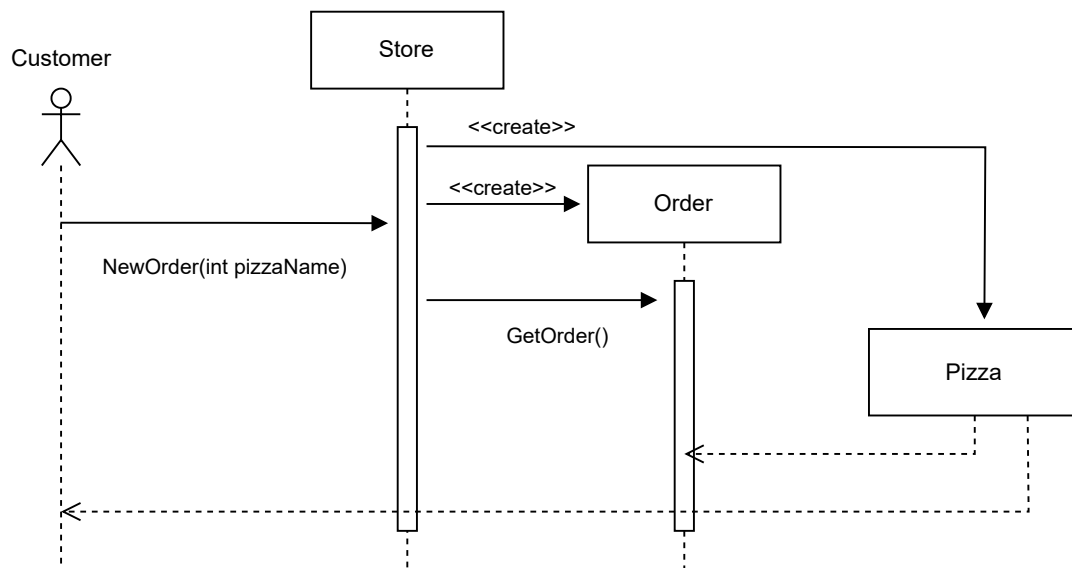 Store
Customer
<<create>>
<<create>>
Order
NewOrder(int pizzaName)
GetOrder()
Pizza